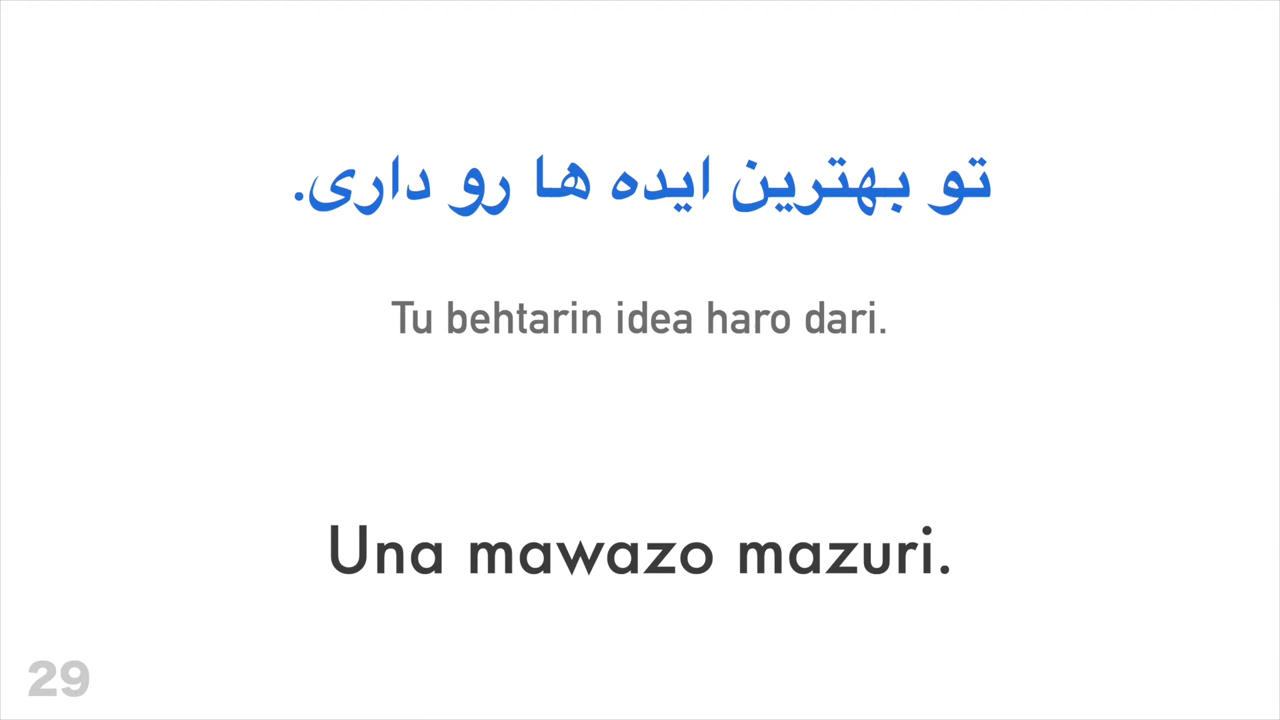 تو بهترین ایده ها رو داری.
Tu behtarin idea haro dari.
Una mawazo mazuri.
29